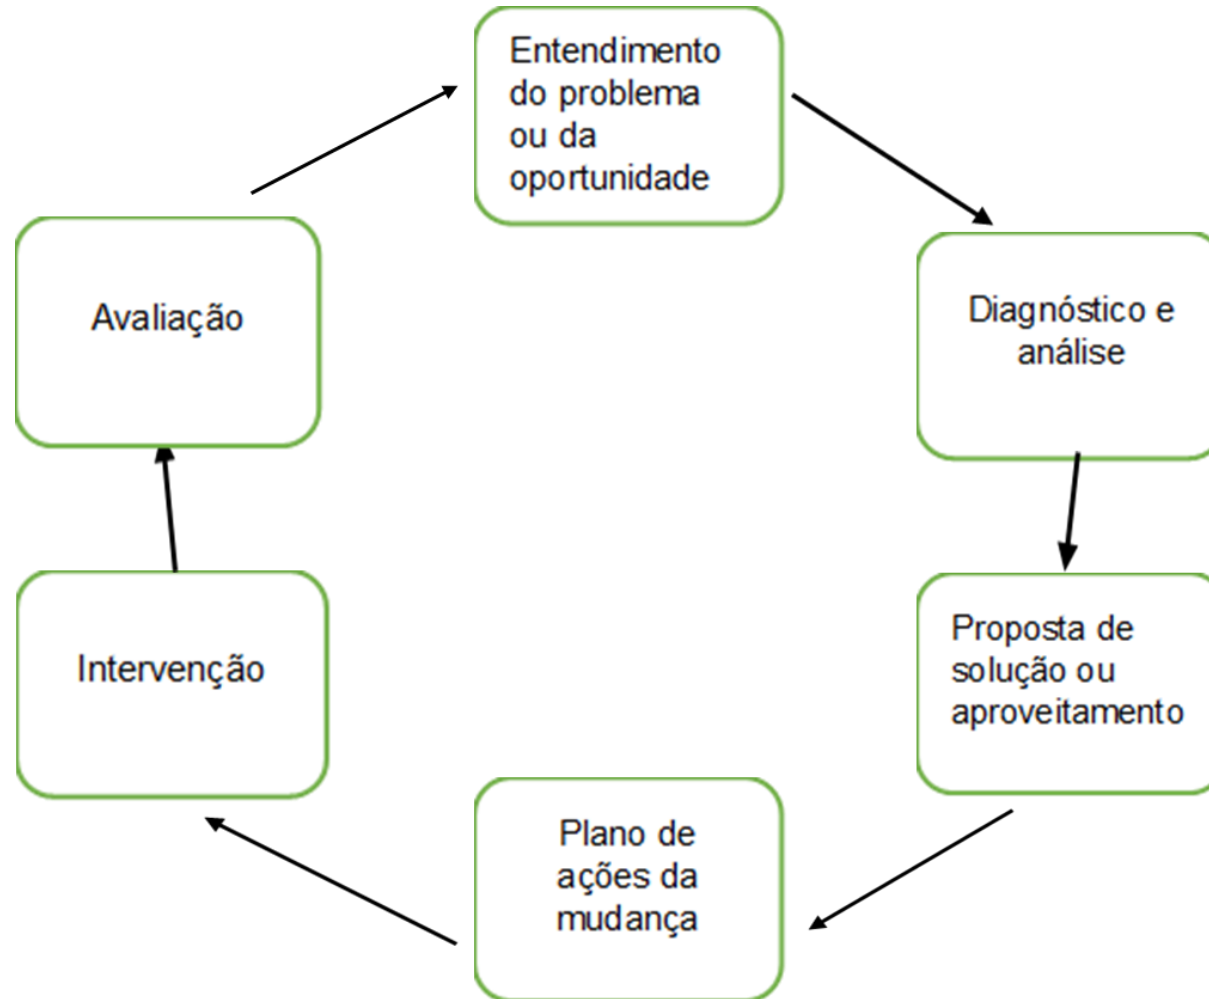 Entendimento
do problema
ou da
oportunidade
Diagnóstico e
análise
Proposta de
solução ou
aproveitamento
Plano de
ações da
mudança
Intervenção
Avaliação